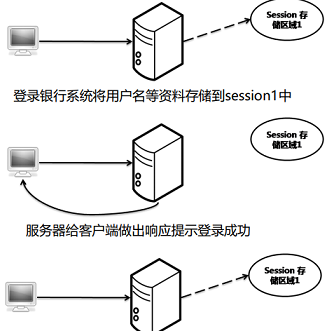 Session 存
储区域1
登录银行系统将用户名等资料存储到session1中
Session 存
储区域1
服务器给客户端做出响应提示登录成功
Session 存
储区域1